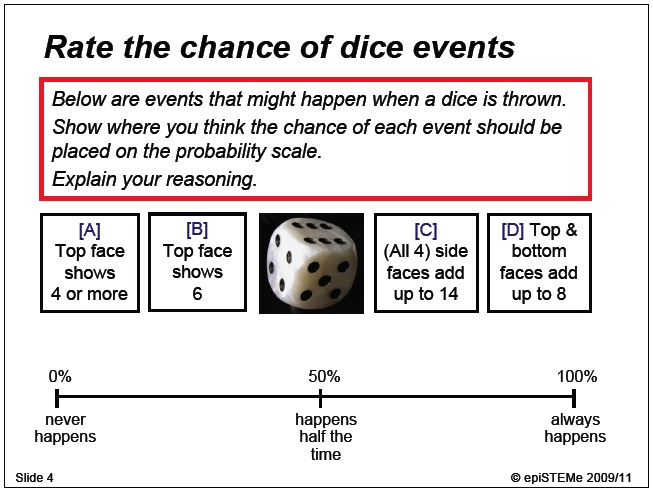 Rate the chance of dice events
Below are events that might happen when a dice is thrown.
Show where you think the chance of each event should be
placed on the probability scale.
Explain your reasoning.
[A]
Top face
shows
4 or more
[B]
Top face
shows
6
[C]
(All 4) side
faces add
up to 14
[D] Top &
bottom
faces add
up to 8
0%
50%
100%
never
happens
happens
half the
time
always
happens
Slide 4
© epiSTEMe 2009/11